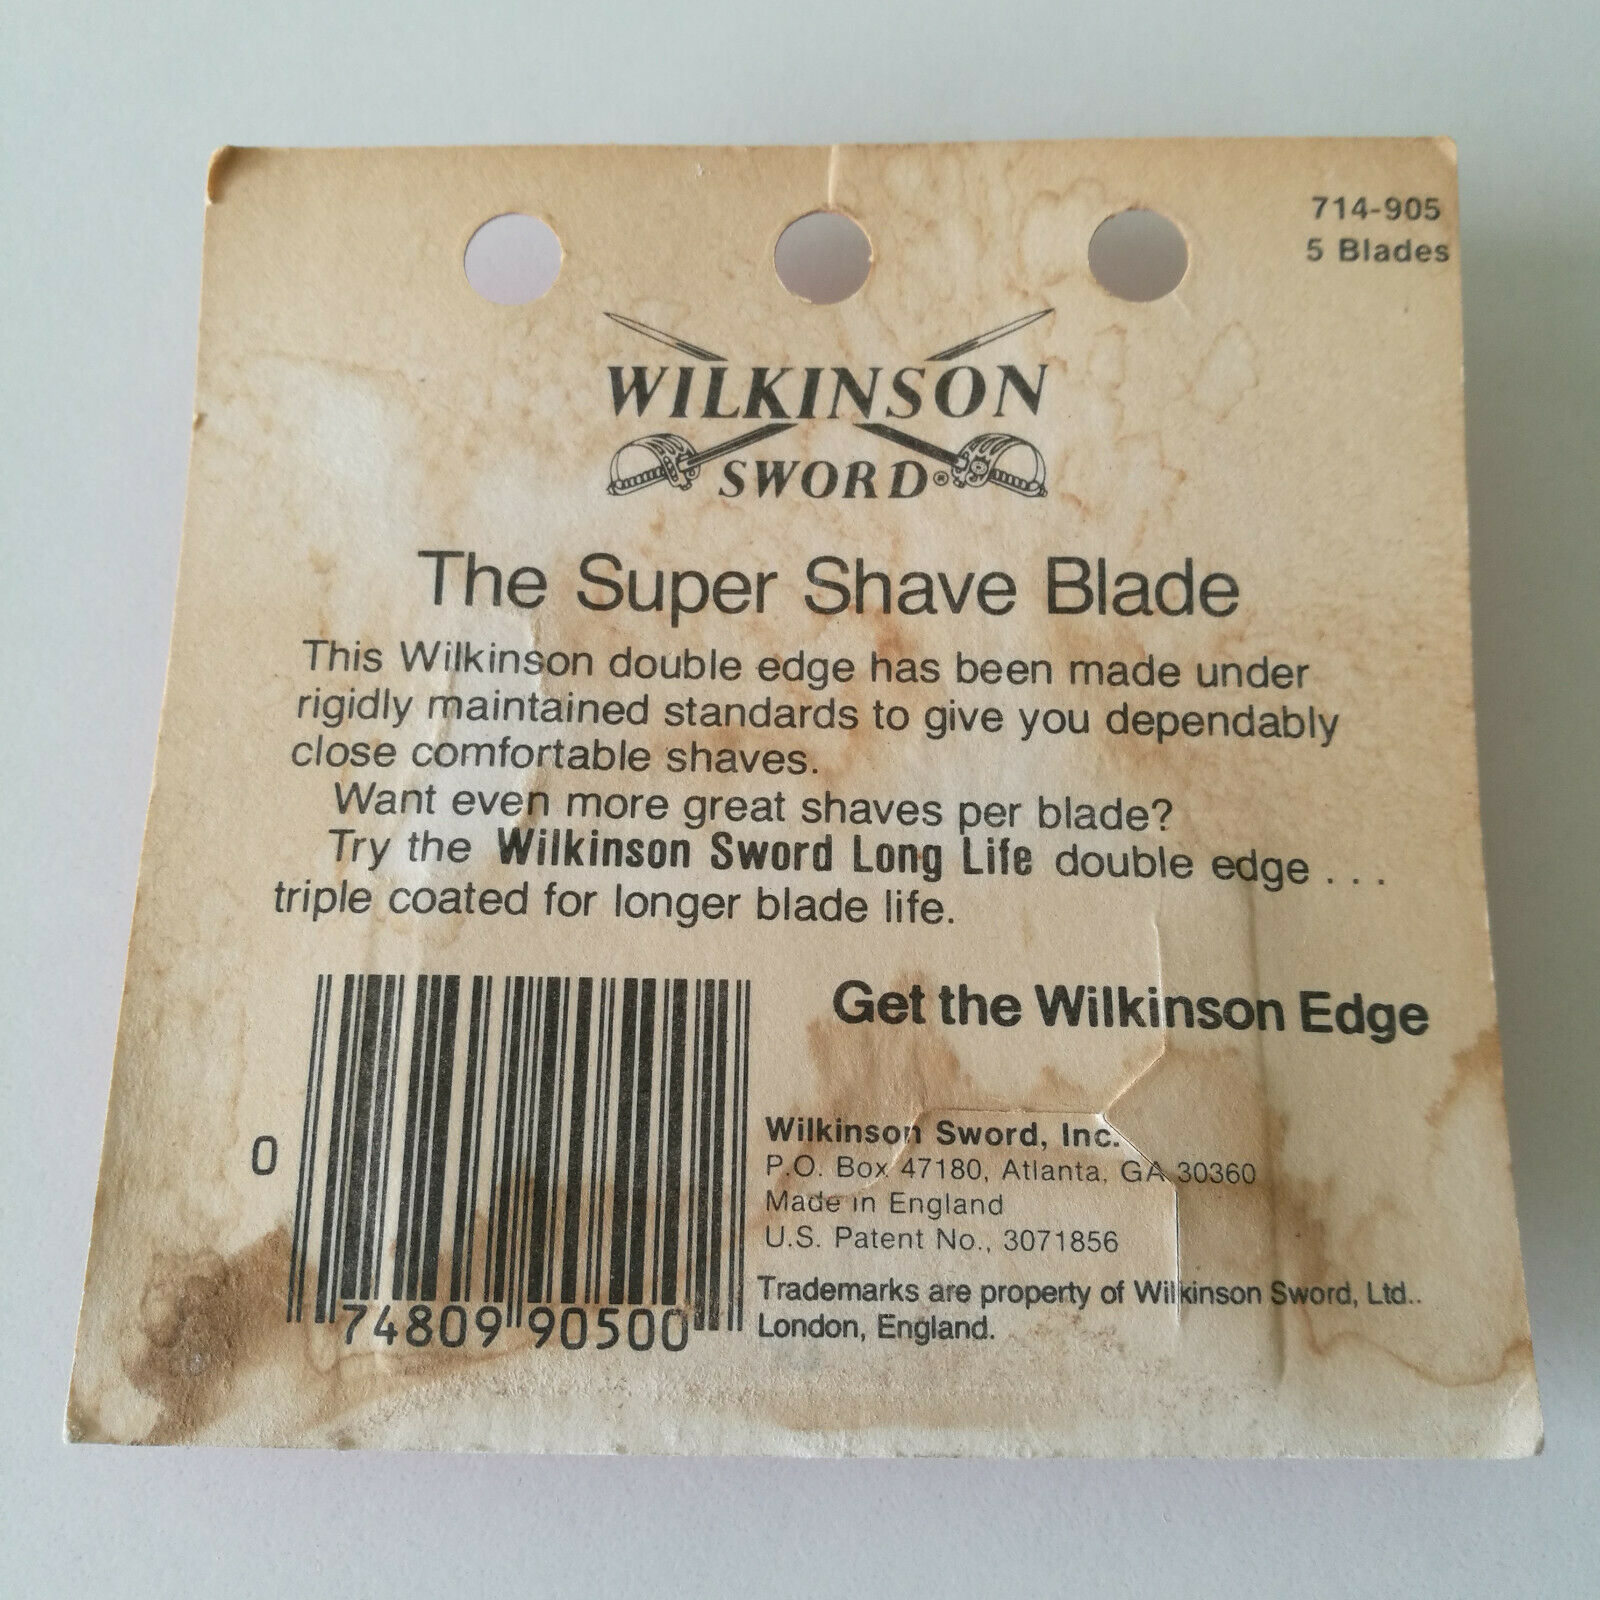 714-905
5 Blades
WILKINSON
SWORD®
The Super Shave Blade
This Wilkinson double edge has been made under
rigidly maintained standards to give you dependably
close comfortable shaves.
Want even more great shaves per blade?
Try the Wilkinson Sword Long Life double edge . . .
triple coated for longer blade life.
Get the Wilkinson Edge
Wilkinson Sword, Inc.
P.O. Box 47180, Atlanta, GA 30360
Made in England
U.S. Patent No., 3071856
Trademarks are property of Wilkinson Sword, Ltd..
London, England.
0 74809 90500